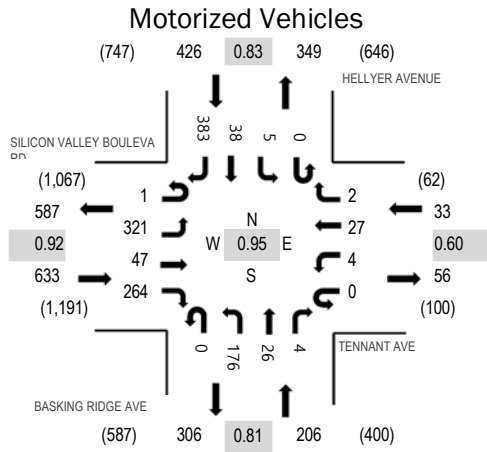 Motorized Vehicles
(747) 426 0.83 349 (646)
HELLYER AVENUE
383 38 5 0
SILICON VALLEY BOULEVA
RD
(1,067)
587
0.92
633
(1,191)
1
321
47
264
N
W 0.95 E
S
2
27
4
0
(62)
33
0.60
56
(100)
0 176 26 4
TENNANT AVE
BASKING RIDGE AVE
(587) 306 0.81 206 (400)